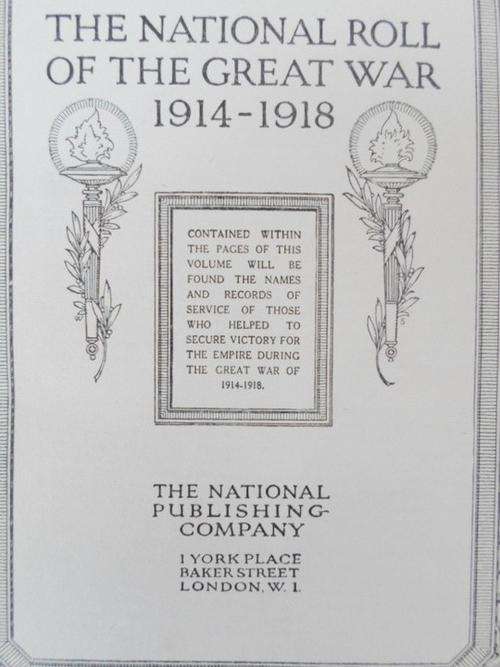 THE NATIONAL ROLL
OF THE GREAT WAR
1914-1918
CONTAINED WITHIN
THE PAGES OF THIS
VOLUME WILL BE
FOUND THE NAMES
AND RECORDS OF
SERVICE OF THOSE
WHO HELPED TO
SECURE VICTORY FOR
THE EMPIRE DURING
THE GREAT WAR OF
1914-1918.
THE NATIONAL
PUBLISHING
COMPANY
1 YORK PLACE
BAKER STREET
LONDON, W. 1.